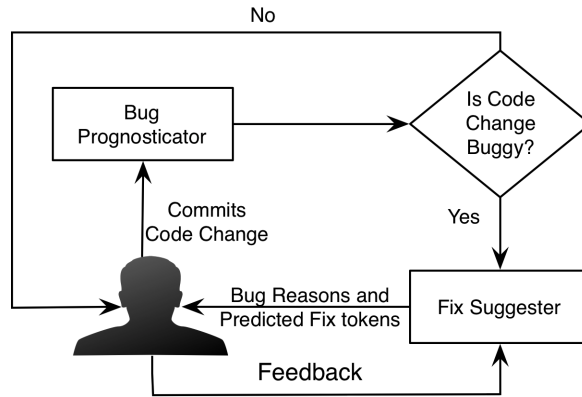 No
Bug
Prognosticator
Is Code
Change
Buggy?
Commits
Code Change
Yes
Bug Reasons and
Predicted Fix tokens
Fix Suggester
Feedback